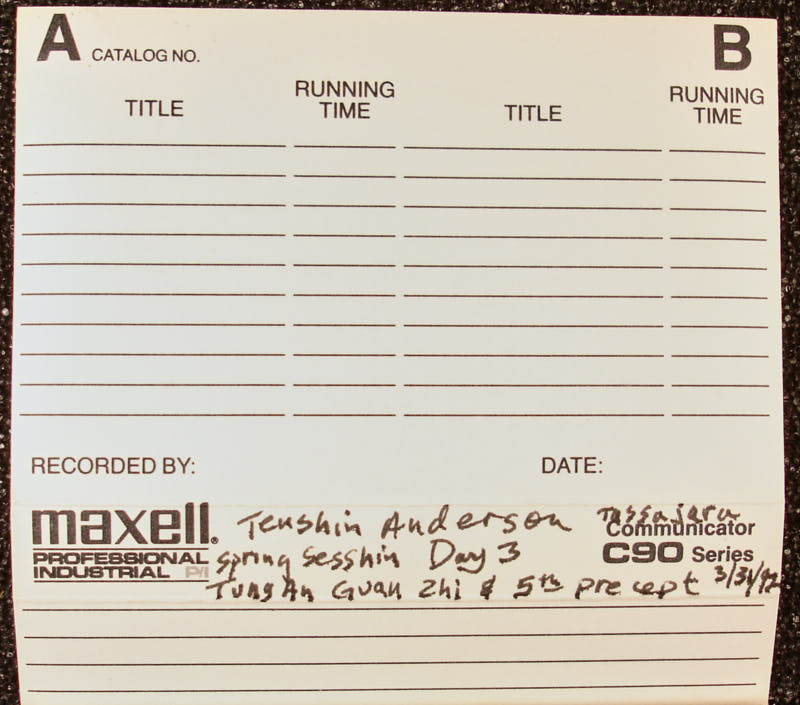 A CATALOG NO. B
TITLE RUNNING TIME TITLE RUNNING TIME
RECORDED BY: DATE:
maxell. Tenshin Anderson Tassajara
Communicator
PROFESSIONAL spring sesshin Day 3 C90 Series
INDUSTRIAL P/I Tung An Guan Zhi & 5th precept 3/31/92